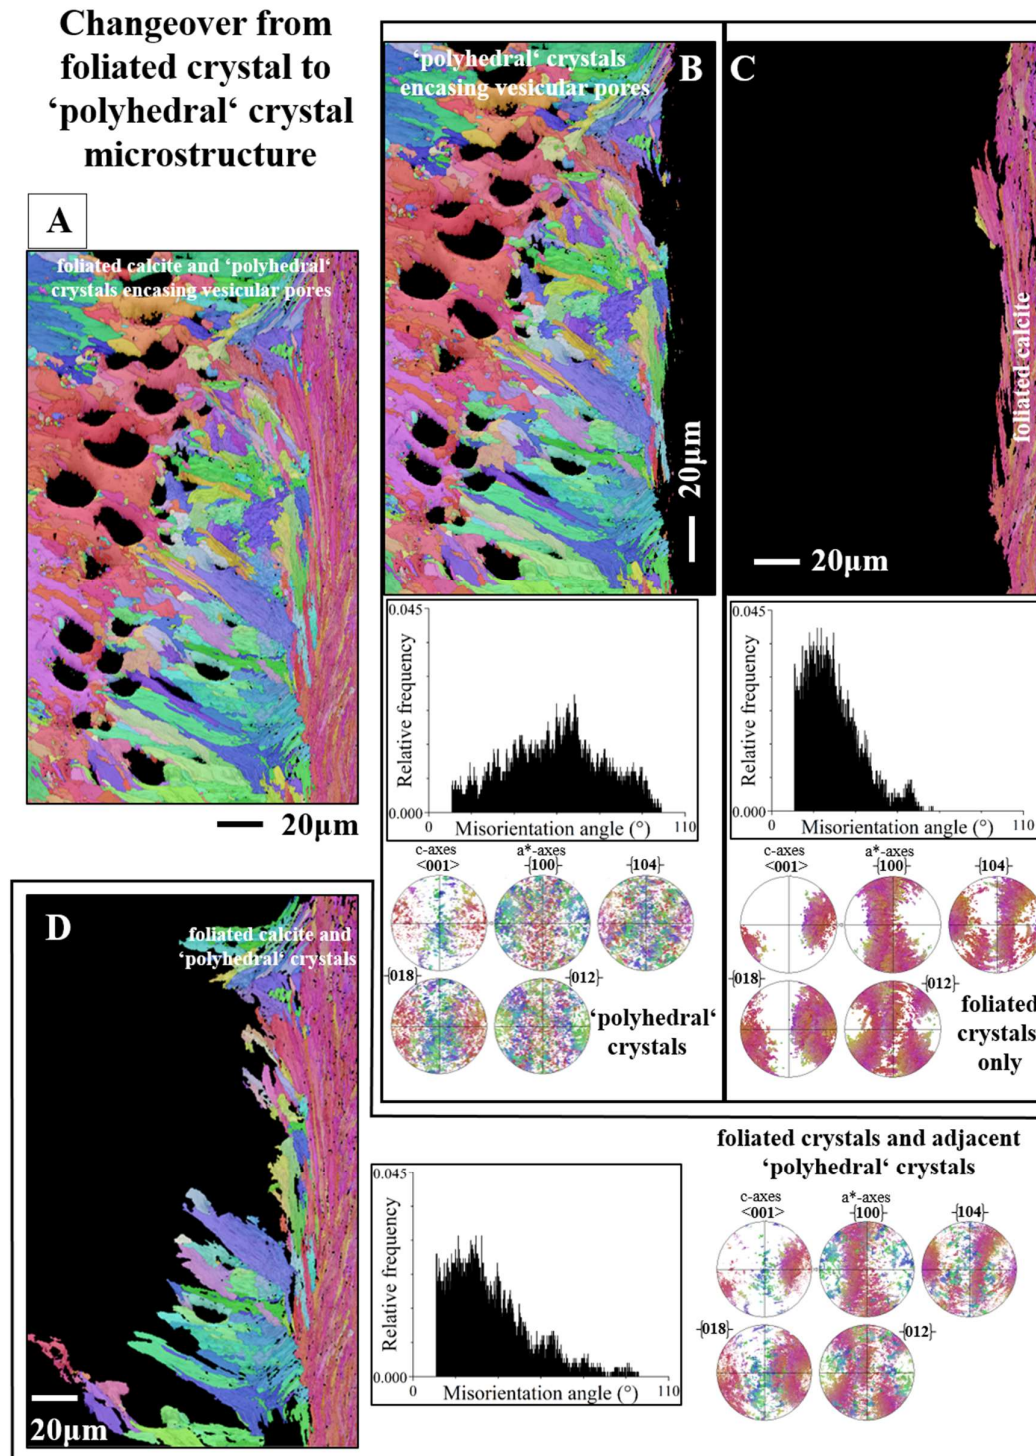 Changeover from
foliated crystal to
‘polyhedral‘ crystal
microstructure
A
foliated calcite and ‘polyhedral‘
crystals encasing vesicular pores
20µm
B
‘polyhedral‘ crystals
encasing vesicular pores
20µm
0.045
Relative frequency
0.000
0
Misorientation angle (°)
110
c-axes
<001>
a*-axes
{100}
{104}
{018}
{012}
‘polyhedral‘
crystals
C
foliated calcite
20µm
0.045
Relative frequency
0.000
0
Misorientation angle (°)
110
c-axes
<001>
a*-axes
{100}
{104}
{018}
{012}
foliated
crystals
only
D
foliated calcite and
‘polyhedral‘ crystals
20µm
0.045
Relative frequency
0.000
0
Misorientation angle (°)
110
foliated crystals and adjacent
‘polyhedral‘ crystals
c-axes
<001>
a*-axes
{100}
{104}
{018}
{012}